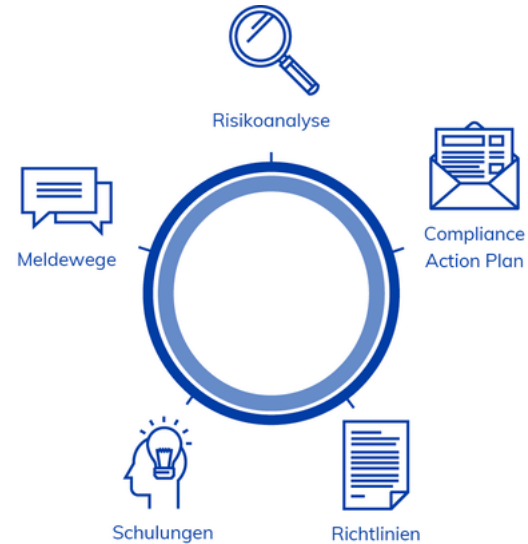 Risikoanalyse
Compliance
Action Plan
Meldewege
Schulungen
Richtlinien